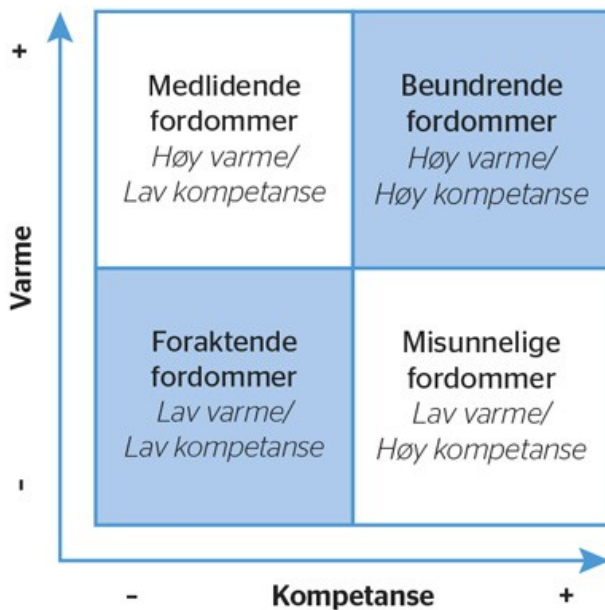 +
Varme
-
Medlidende
fordommer
Høy varme/
Lav kompetanse
Beundrende
fordommer
Høy varme/
Høy kompetanse
Foraktende
fordommer
Lav varme/
Lav kompetanse
Misunnelige
fordommer
Lav varme/
Høy kompetanse
- Kompetanse +